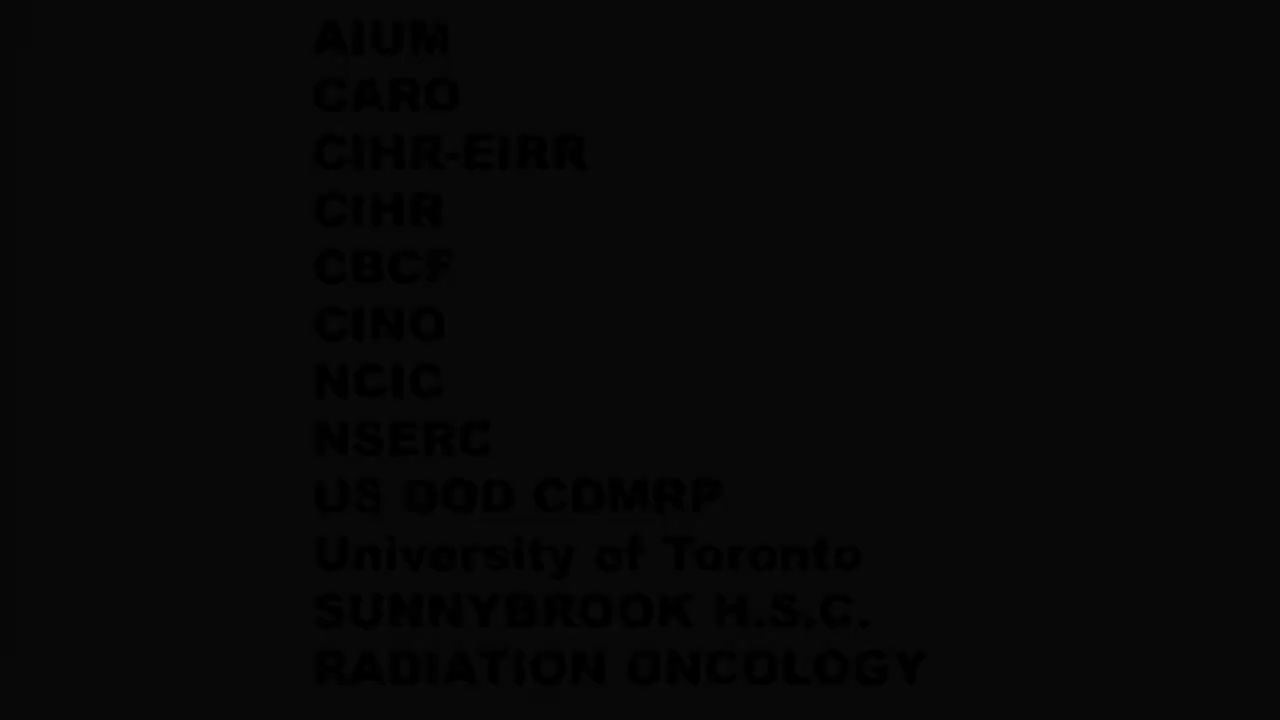 AIUM
CARO
CIHR-EIRR
CIHR
CBCF
CINO
NCIC
NSERC
US DOD CDMRP
University of Toronto
SUNNYBROOK H.S.C.
RADIATION ONCOLOGY